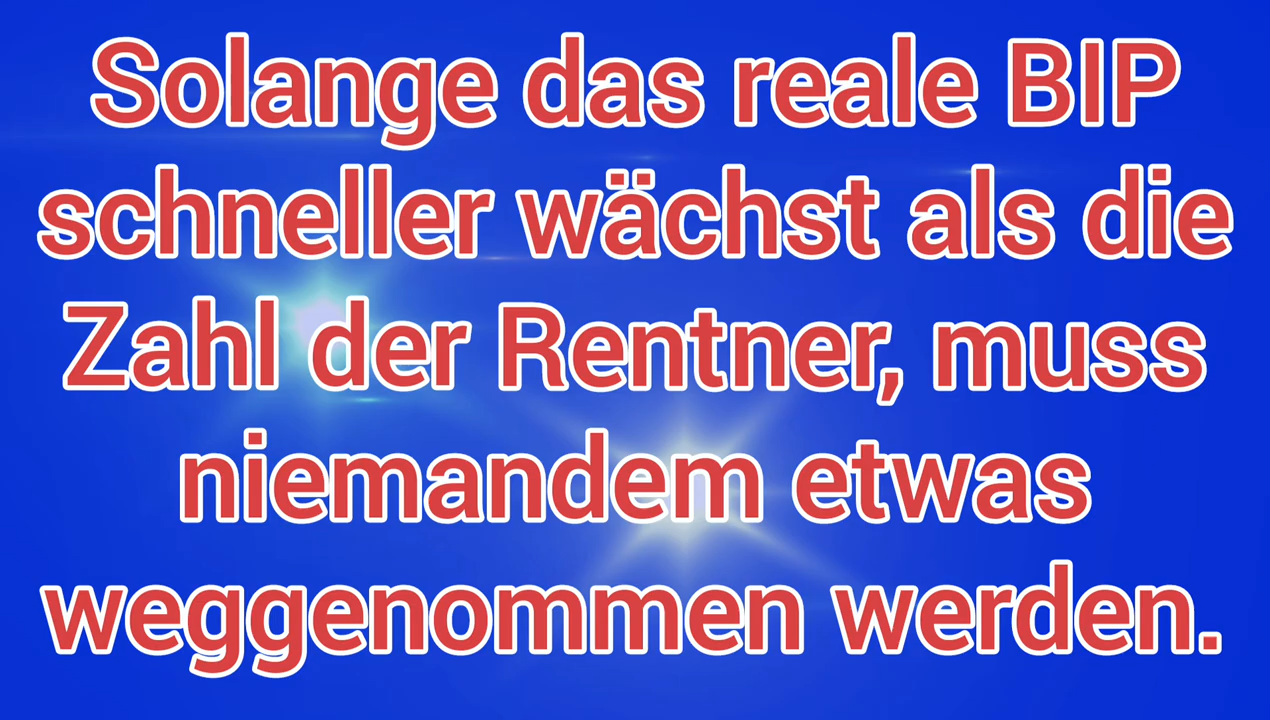 Solange das reale BIP
schneller wächst als die
Zahl der Rentner, muss
niemandem etwas
weggenommen werden.